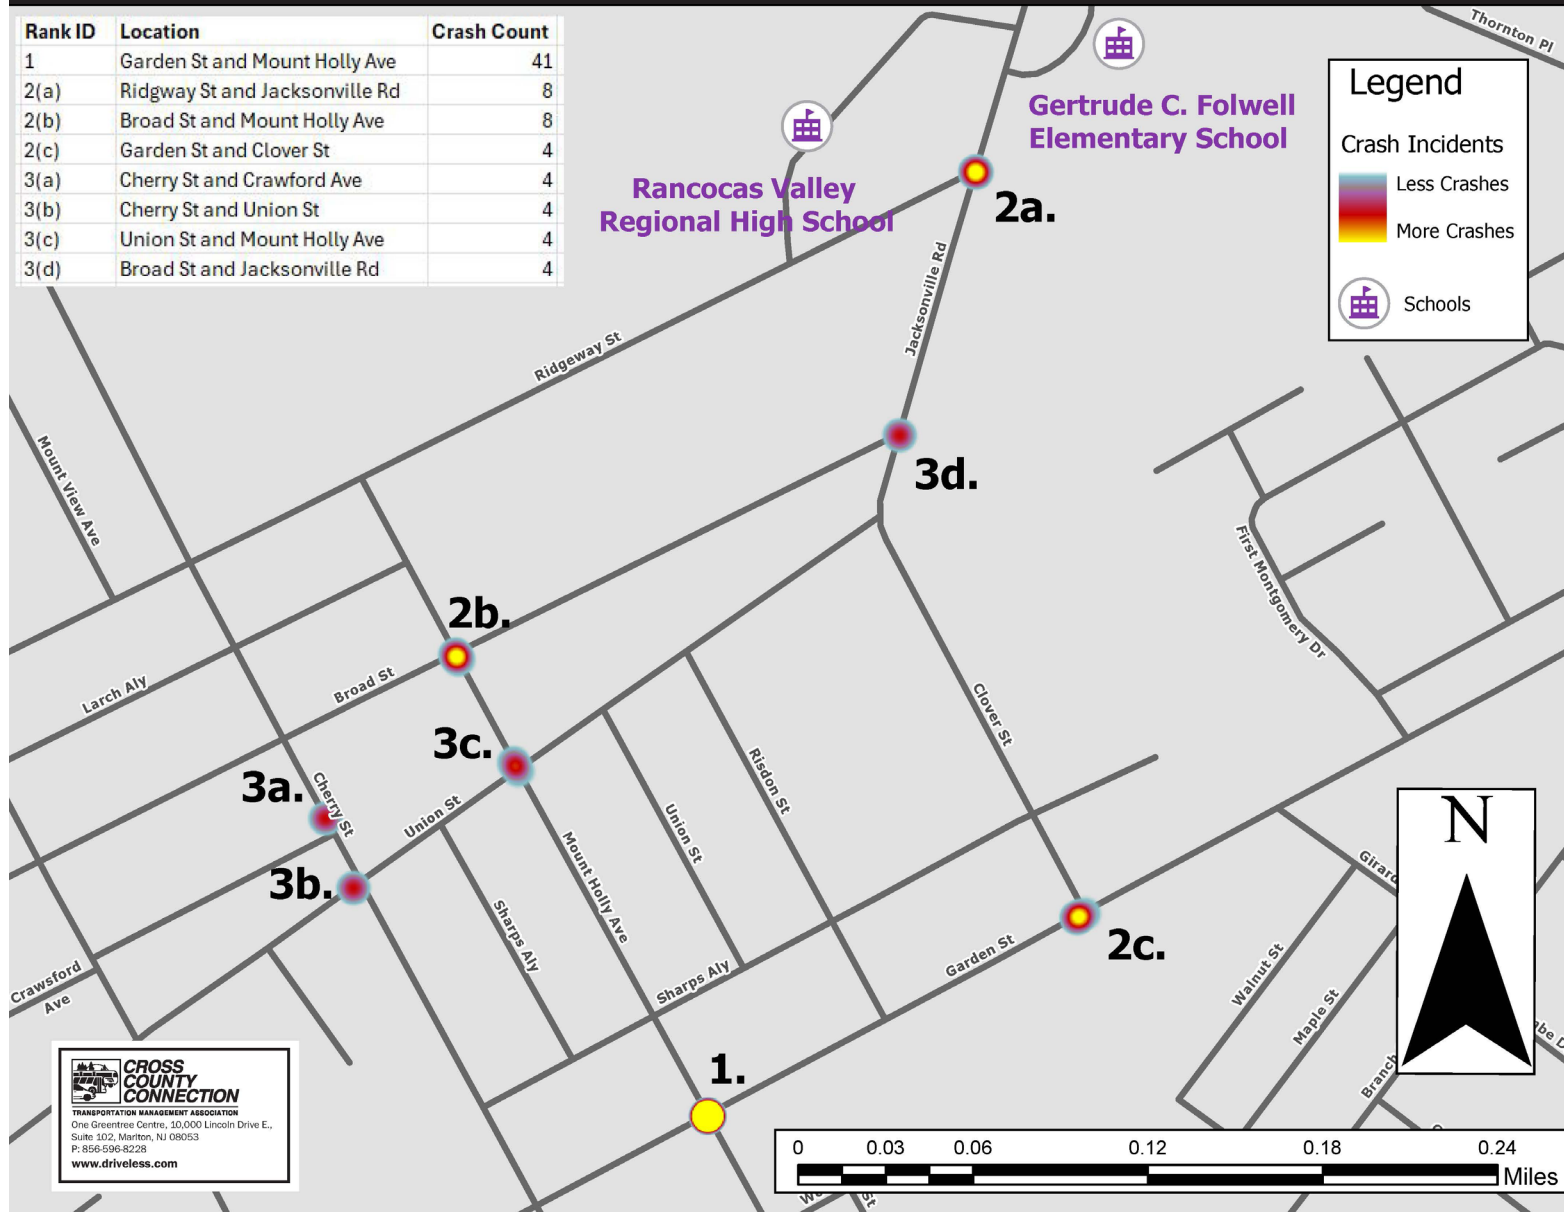 Rank ID Location Crash Count
1 Garden St and Mount Holly Ave 41
2(a) Ridgway St and Jacksonville Rd 8
2(b) Broad St and Mount Holly Ave 8
2(c) Garden St and Clover St 4
3(a) Cherry St and Crawford Ave 4
3(b) Cherry St and Union St 4
3(c) Union St and Mount Holly Ave 4
3(d) Broad St and Jacksonville Rd 4
Thornton Pl
Legend
Crash Incidents
Less Crashes
More Crashes
Schools
Gertrude C. Folwell
Elementary School
Rancocas Valley
Regional High School
2a.
Jacksonville Rd
Ridgeway St
Mount View Ave
3d.
First Montgomery Dr
2b.
Larch Aly
Broad St
Clover St
3c.
3a.
Cherry St
Union St
Risdon St
Union St
Mount Holly Ave
3b.
Sharps Aly
Sharps Aly
Garden St
2c.
Crawsford
Ave
N
Girard
Walnut St
Maple St
Branch
1.
CROSS
COUNTY
CONNECTION
TRANSPORTATION MANAGEMENT ASSOCIATION
One Greentree Centre, 10,000 Lincoln Drive E.,
Suite 102, Marlton, NJ 08053
P: 856-596-8228
www.driveless.com
0 0.03 0.06 0.12 0.18 0.24
Miles
St